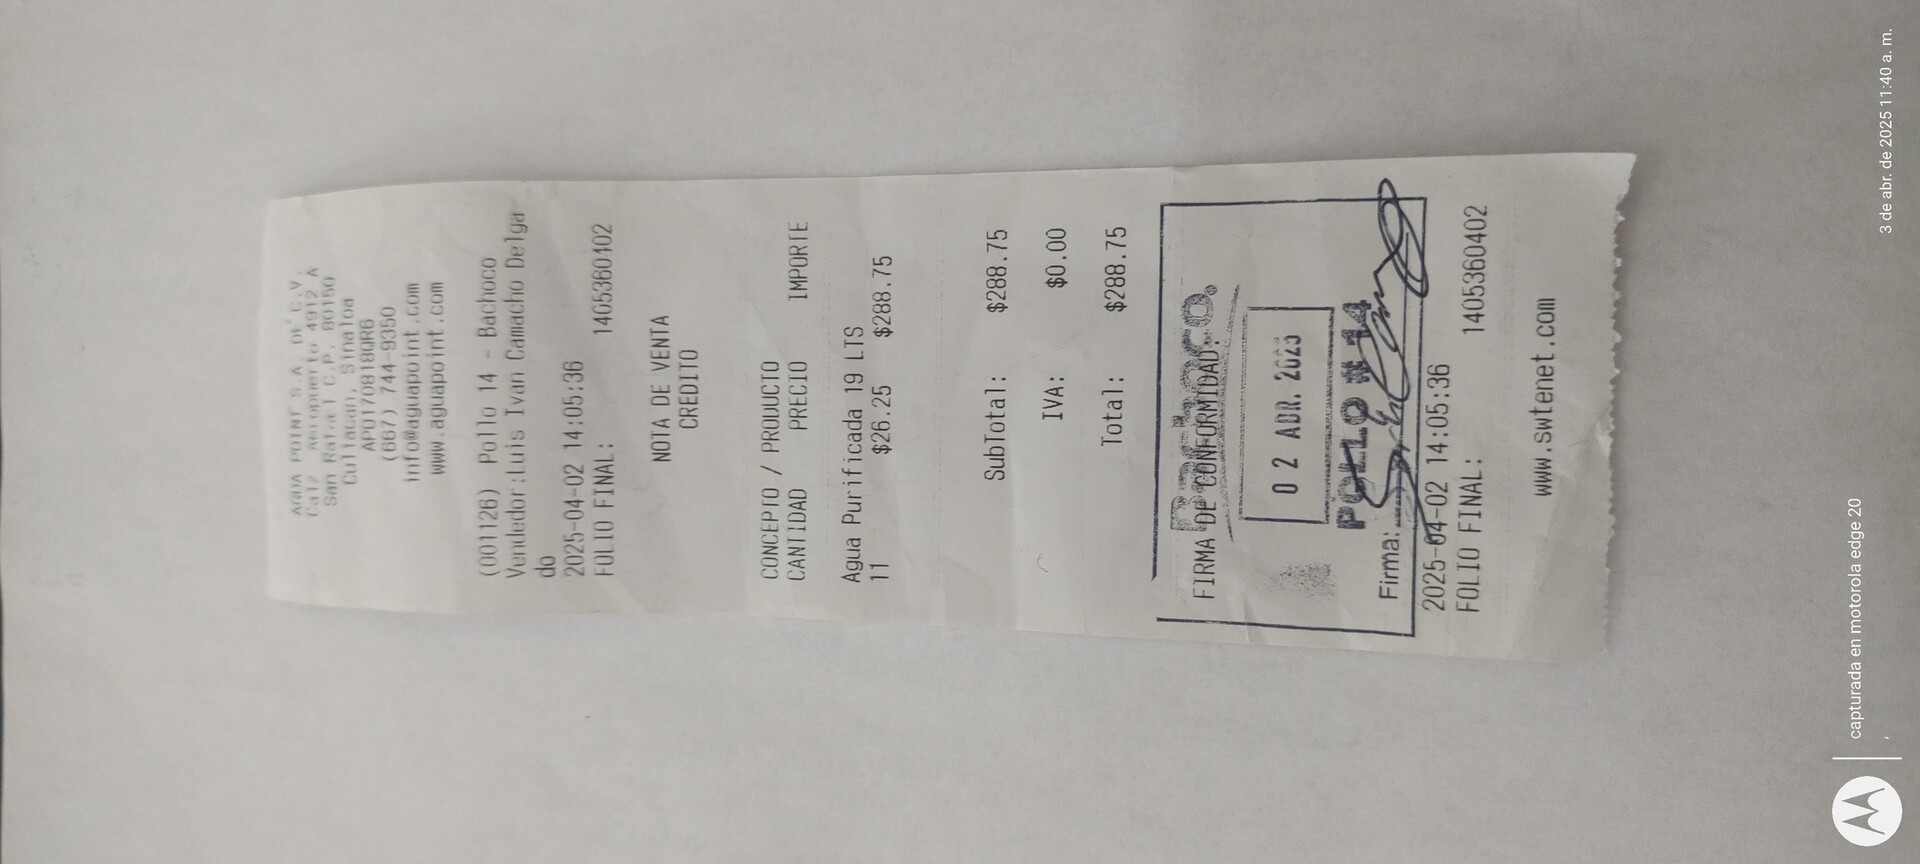 AQUA POINT S.A. DE C.V.
Calz Aeropuerto 4912 A
San Rafael C.P. 80150
Culiacan, Sinaloa
APO170818QR6
(667) 744-9350
info@aguapoint.com
www.aguapoint.com
(001126) Pollo 14 - Bachoco
Vendedor:Luis Ivan Camacho Delga
do
2025-04-02 14:05:36
FOLIO FINAL: 1405360402
NOTA DE VENTA
CREDITO
CONCEPTO / PRODUCTO
CANTIDAD PRECIO IMPORTE
Agua Purificada 19 LTS
11 $26.25 $288.75
SubTotal: $288.75
IVA: $0.00
Total: $288.75
Bachoco.
FIRMA DE CONFORMIDAD:
02 ABR. 2025
POLLO # 14
Firma:
2025-04-02 14:05:36
FOLIO FINAL: 1405360402
www.swtenet.com
capturada en motorola edge 20
3 de abr. de 2025 11:40 a. m.